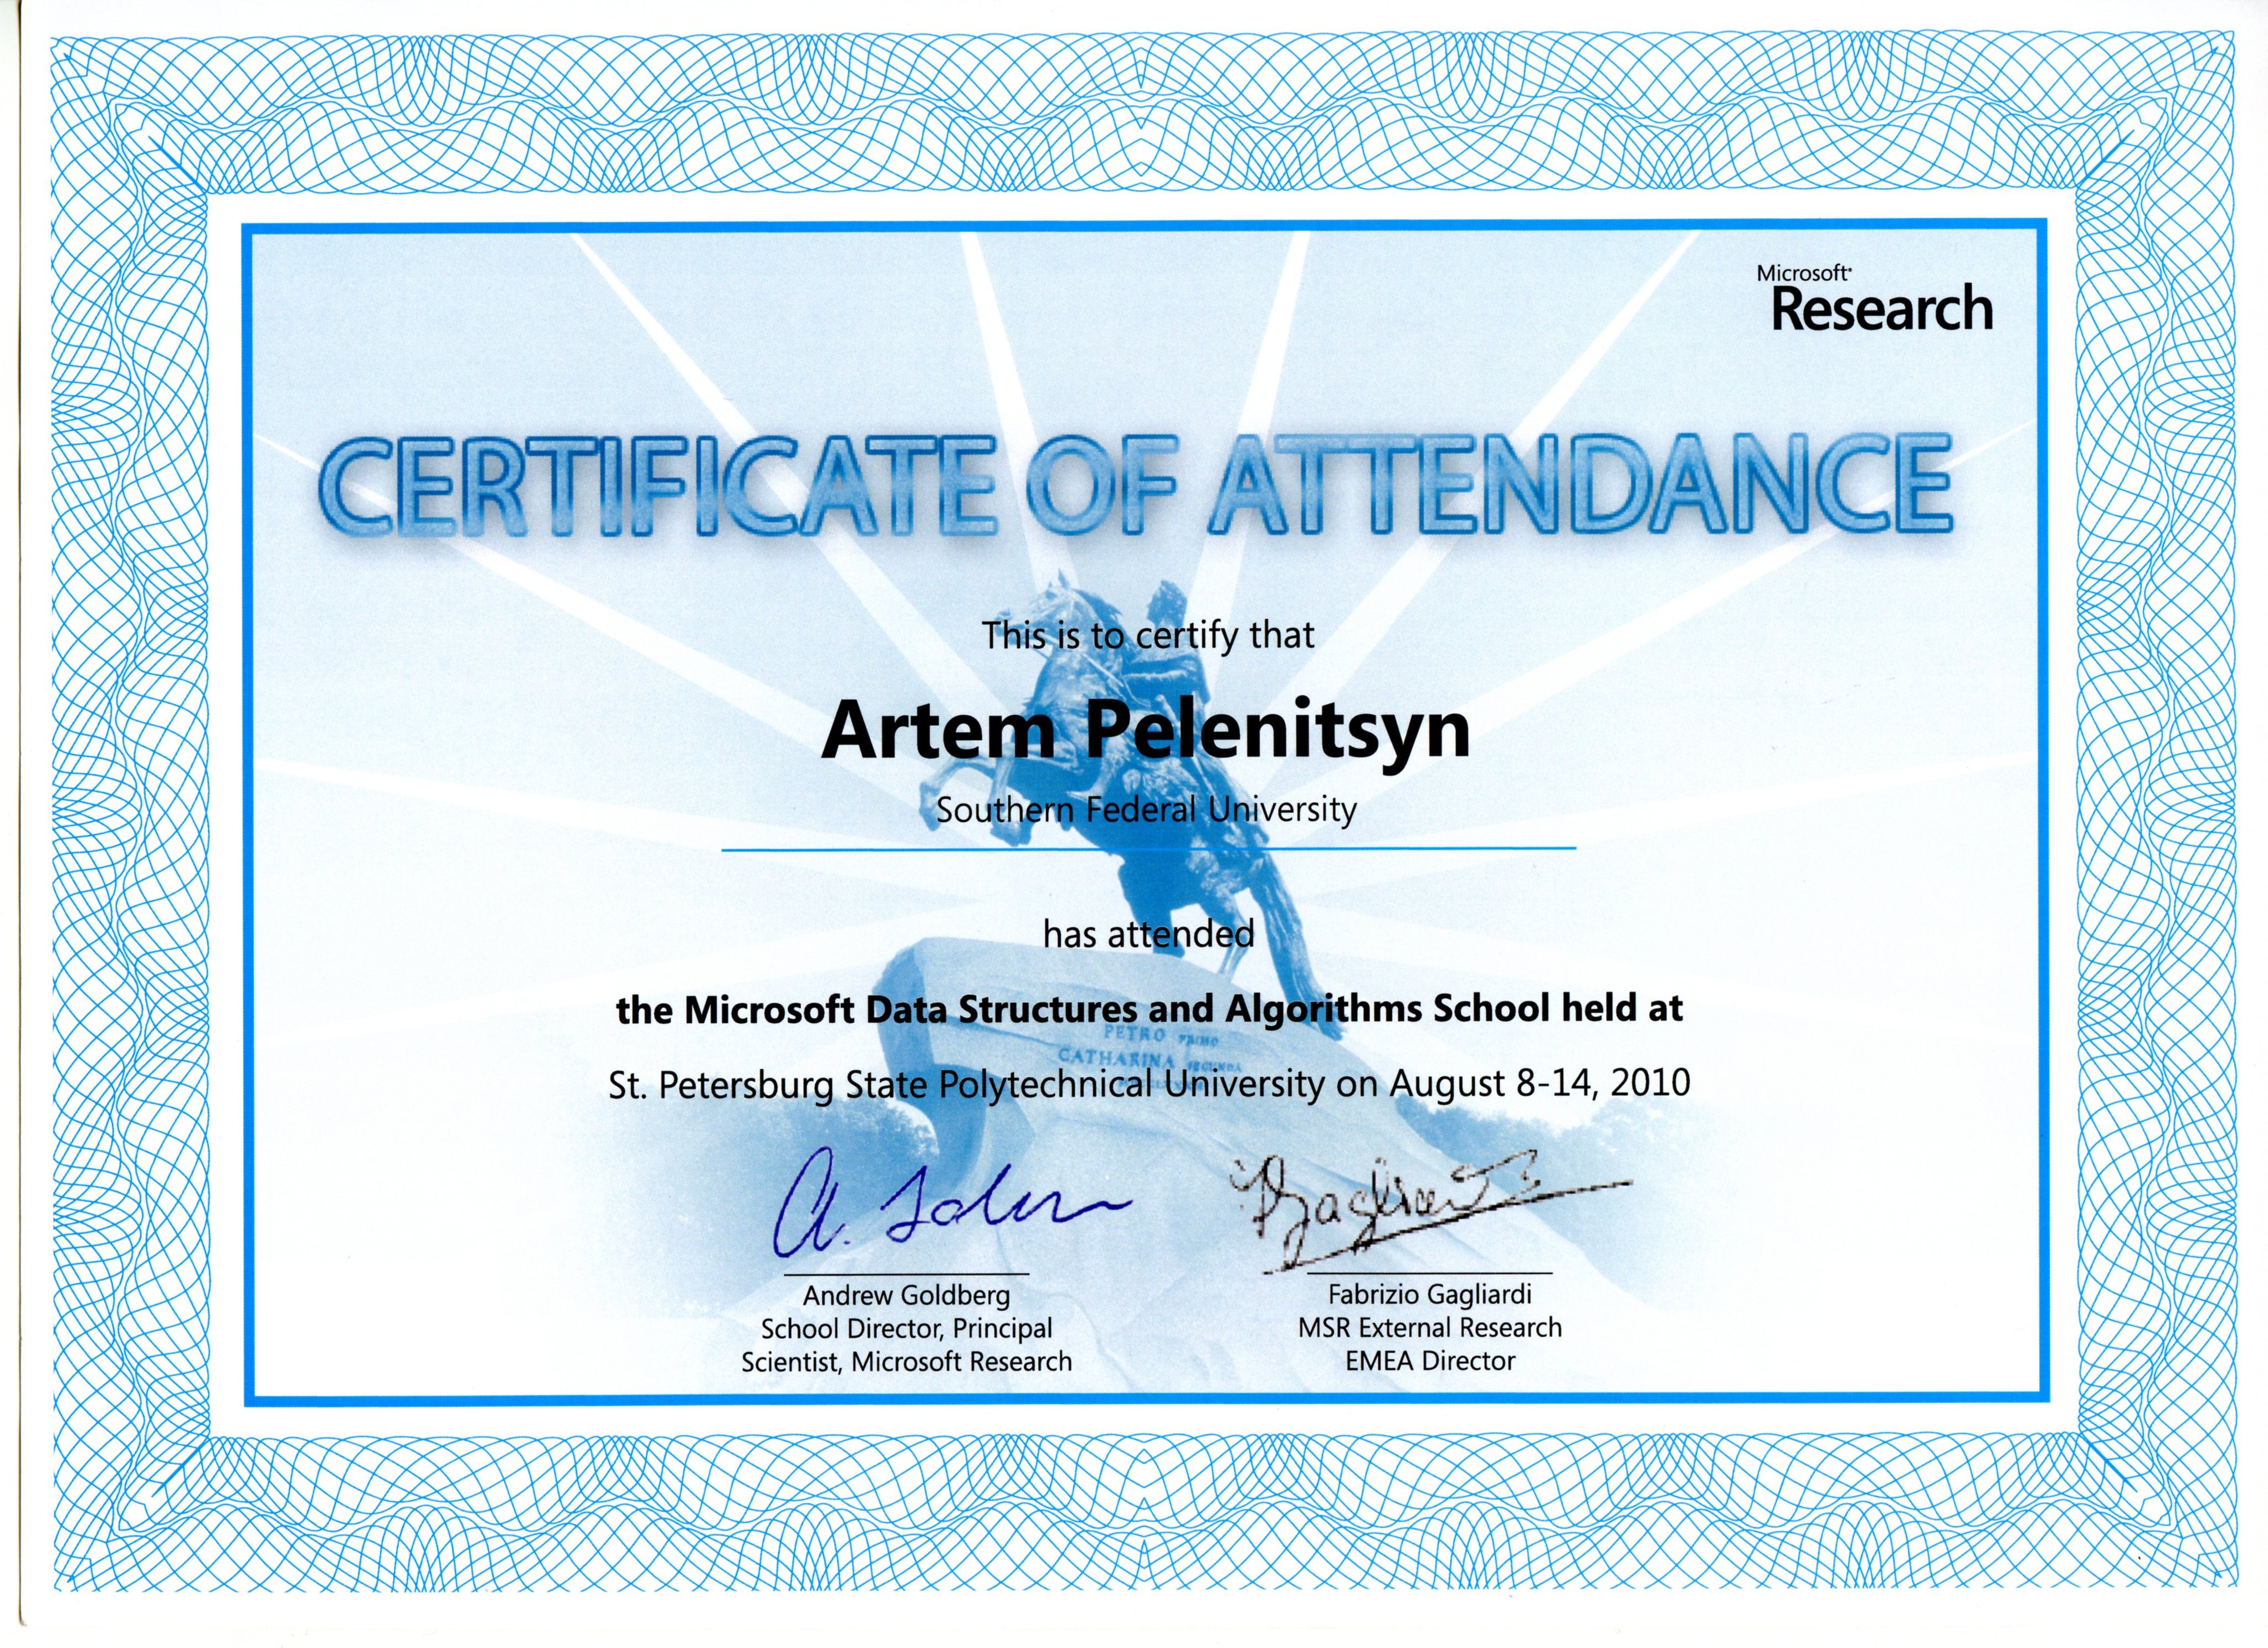 Microsoft®
Research
CERTIFICATE OF ATTENDANCE
This is to certify that
Artem Pelenitsyn
Southern Federal University
has attended
the Microsoft Data Structures and Algorithms School held at
PETRO PRIMO
CATHARINA SECUNDA
St. Petersburg State Polytechnical University on August 8-14, 2010
Andrew Goldberg
School Director, Principal
Scientist, Microsoft Research
Fabrizio Gagliardi
MSR External Research
EMEA Director